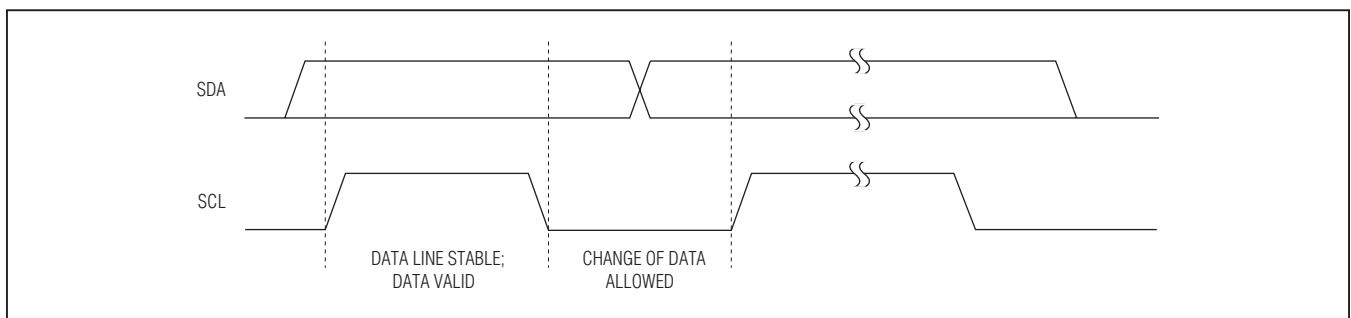 SDA
SCL
DATA LINE STABLE;
DATA VALID
CHANGE OF DATA
ALLOWED